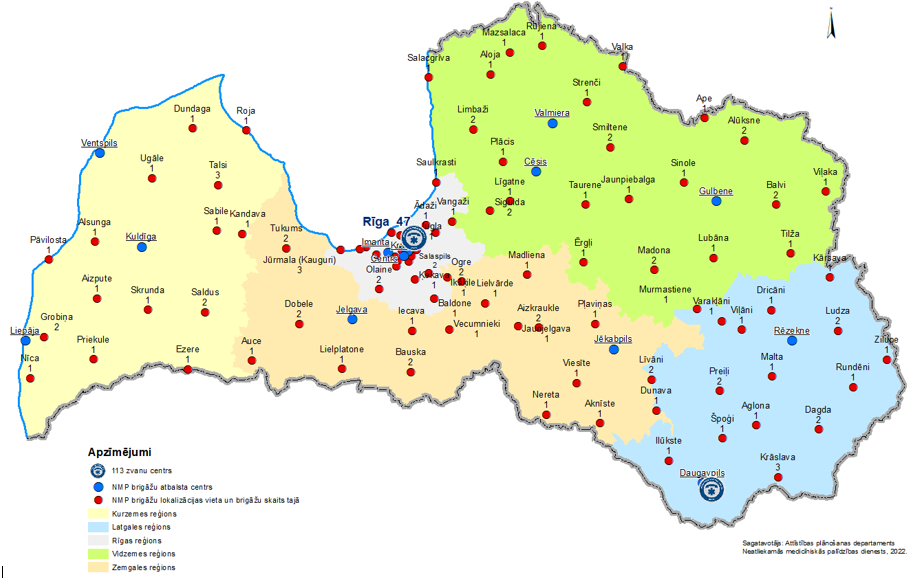 Rūjiena
1
Mazsalaca
1
Aloja
1
Valka
1
Salacgrīva
1
Strenči
1
Ape
1
Limbaži
2
Valmiera
Smiltene
2
Alūksne
2
Dundaga
1
Roja
1
Ventspils
Plācis
1
Cēsis
Ugāle
1
Talsi
3
Saulkrasti
1
Līgatne
1
Sigulda
2
Taurene
1
Jaunpiebalga
1
Sinole
1
Gulbene
Balvi
2
Viļaka
1
Ādaži
1
Vangaži
1
Sabile
1
Kandava
1
Alsunga
1
Pāvilosta
1
Kuldīga
Tukums
2
Rīga 47
Imanta
Centrs
Jūrmala (Kauguri)
3
Salaspils
2
Olaine
2
Ķekava
1
Ogre
2
Ikšķile
1
Madliena
1
Ērgļi
1
Madona
2
Lubāna
1
Tilža
1
Kārsava
1
Aizpute
1
Skrunda
1
Saldus
2
Grobiņa
2
Liepāja
Nīca
1
Priekule
1
Ezere
1
Auce
1
Dobele
2
Jelgava
Iecava
1
Baldone
1
Lielvārde
1
Vecumnieki
1
Aizkraukle
2
Jaunjelgava
1
Pļaviņas
1
Jēkabpils
Murmastiene
1
Varakļāni
1
Viļāni
1
Dricāni
1
Rēzekne
Ludza
2
Zilupe
1
Lielplatone
1
Bauska
2
Viesīte
1
Līvāni
2
Preiļi
2
Malta
1
Rundēni
1
Nereta
1
Aknīste
1
Dunava
1
Špoģi
1
Aglona
1
Dagda
2
Ilūkste
1
Krāslava
3
Daugavpils
Apzīmējumi
113 zvanu centrs
NMP brigāžu atbalsta centrs
NMP brigāžu lokalizācijas vieta un brigāžu skaits tajā
Kurzemes reģions
Latgales reģions
Rīgas reģions
Vidzemes reģions
Zemgales reģions
Sagatavotājs: Attīstības plānošanas departaments
Neatliekamās medicīniskās palīdzības dienests, 2022.